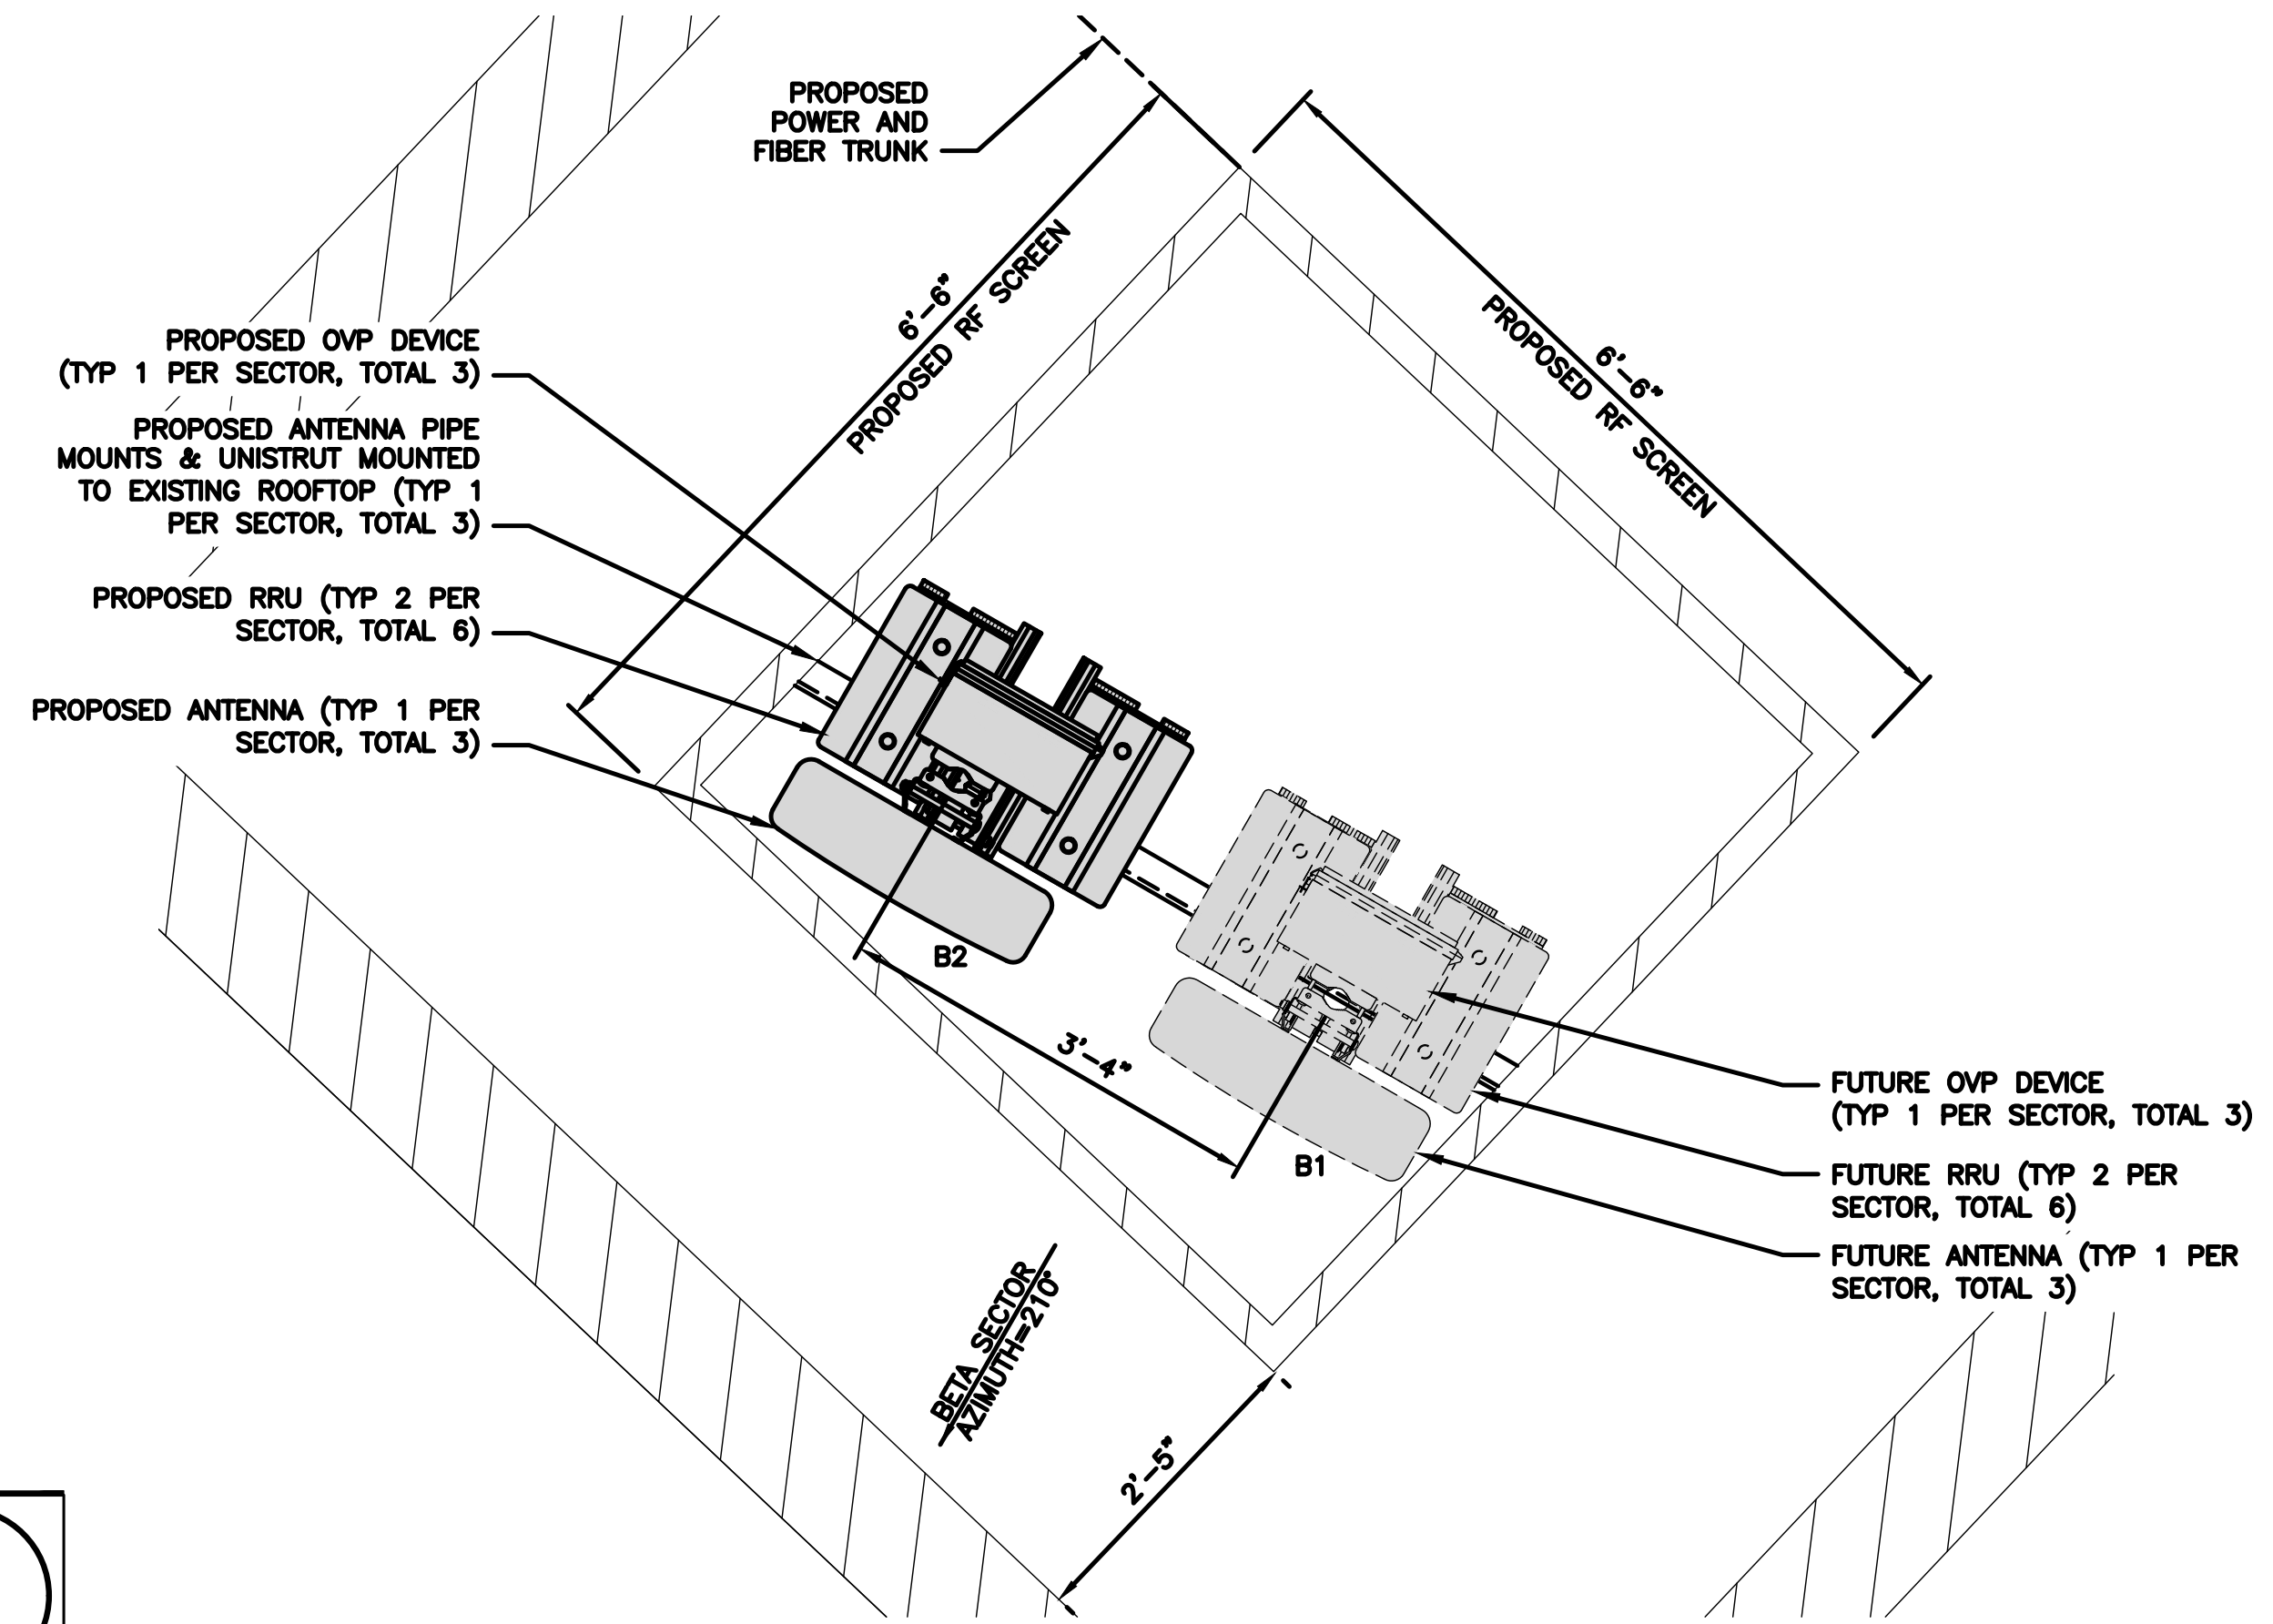 PROPOSED
POWER AND
FIBER TRUNK
6'-6"
PROPOSED RF SCREEN
6'-6"
PROPOSED RF SCREEN
PROPOSED OVP DEVICE
(TYP 1 PER SECTOR, TOTAL 3)
PROPOSED ANTENNA PIPE
MOUNTS & UNISTRUT MOUNTED
TO EXISTING ROOFTOP (TYP 1
PER SECTOR, TOTAL 3)
PROPOSED RRU (TYP 2 PER
SECTOR, TOTAL 6)
PROPOSED ANTENNA (TYP 1 PER
SECTOR, TOTAL 3)
B2
3'-4"
B1
FUTURE OVP DEVICE
(TYP 1 PER SECTOR, TOTAL 3)
FUTURE RRU (TYP 2 PER
SECTOR, TOTAL 6)
FUTURE ANTENNA (TYP 1 PER
SECTOR, TOTAL 3)
BETA SECTOR
AZIMUTH=210°
2'-5"